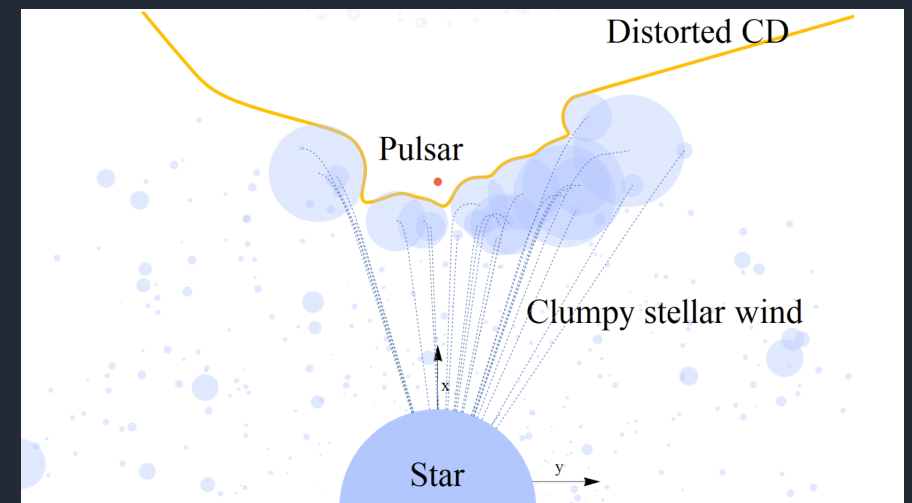 Distorted CD
Pulsar
Clumpy stellar wind
x
y
Star